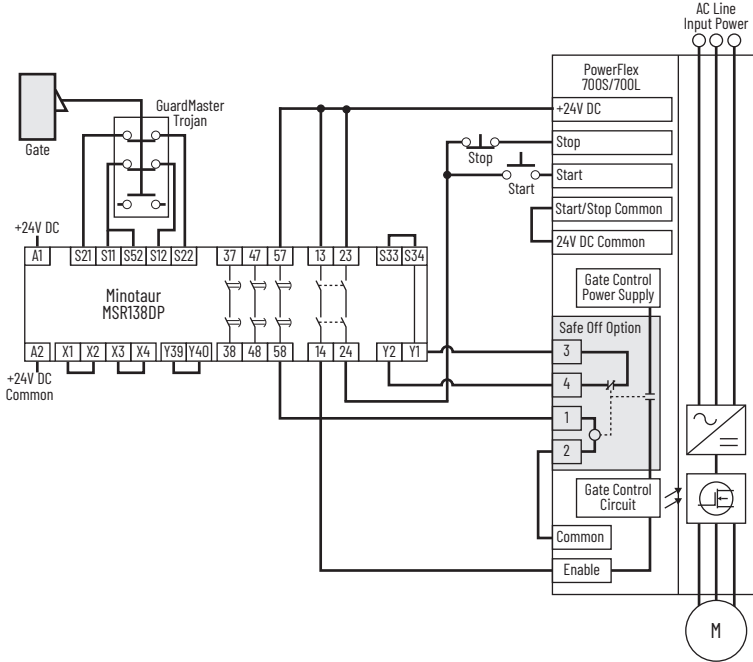 AC Line
Input Power
PowerFlex
700S/700L
+24V DC
Stop
Start
Start/Stop Common
24V DC Common
Gate Control
Power Supply
Safe Off Option
3
4
1
2
Gate Control
Circuit
Common
Enable
M
Stop
Start
GuardMaster
Trojan
Gate
+24V DC
A1 S21 S11 S52 S12 S22 37 47 57 13 23 S33 S34
Minotaur
MSR138DP
A2 X1 X2 X3 X4 Y39 Y40 38 48 58 14 24 Y2 Y1
+24V DC
Common